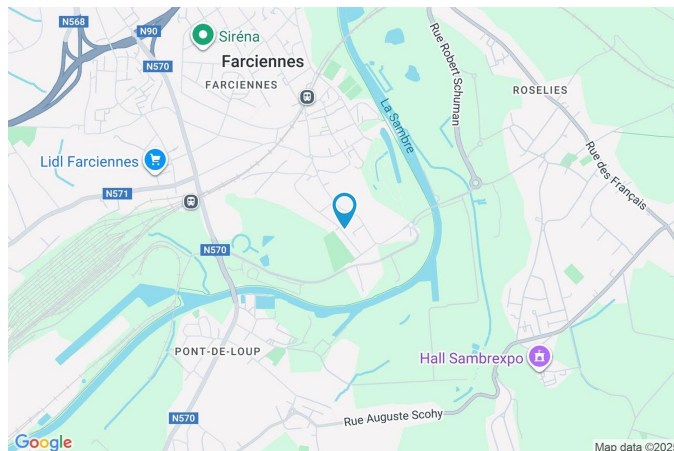 N568
N90
N570
Siréna
Farciennes
FARCIENNES
Lidl Farciennes
N571
N570
La Sambre
Rue Robert Schuman
ROSELIES
Rue des Français
PONT-DE-LOUP
N570
Rue Auguste Scohy
Hall Sambrexpo
Google
Map data ©2025